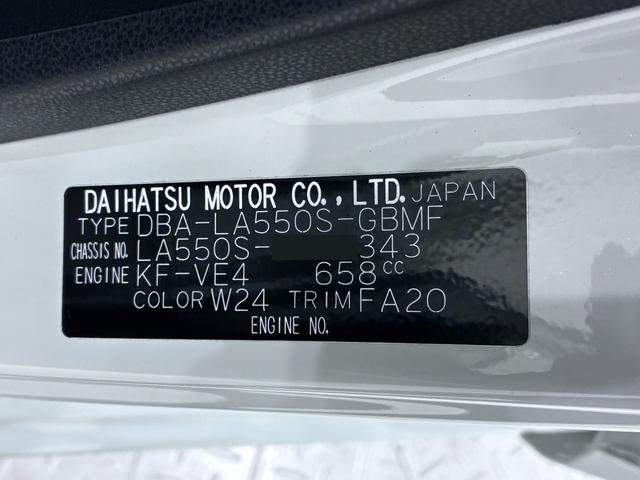 DAIHATSU MOTOR CO.,LTD. JAPAN
TYPE DBA-LA550S-GBMF
CHASSIS NO. LA550S- 343
ENGINE KF-VE4 658cc
COLOR W24 TRIM FA20
ENGINE NO.